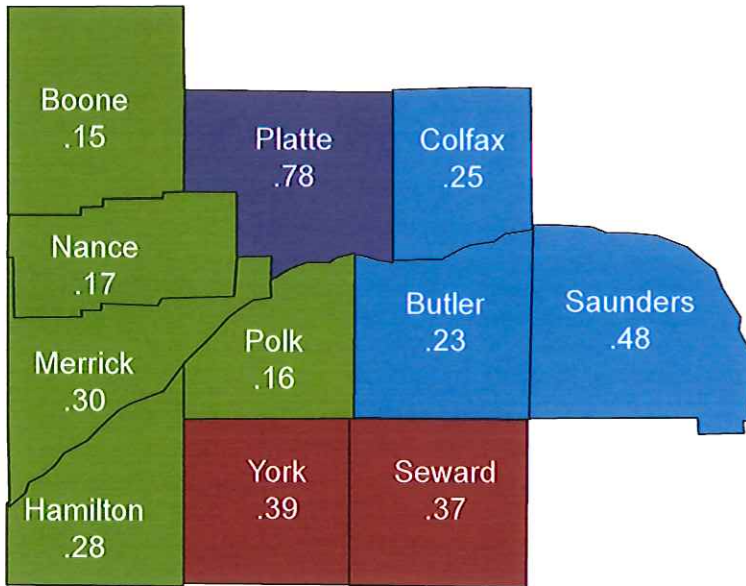 Boone
.15
Platte
.78
Colfax
.25
Nance
.17
Butler
.23
Saunders
.48
Polk
.16
Merrick
.30
York
.39
Seward
.37
Hamilton
.28